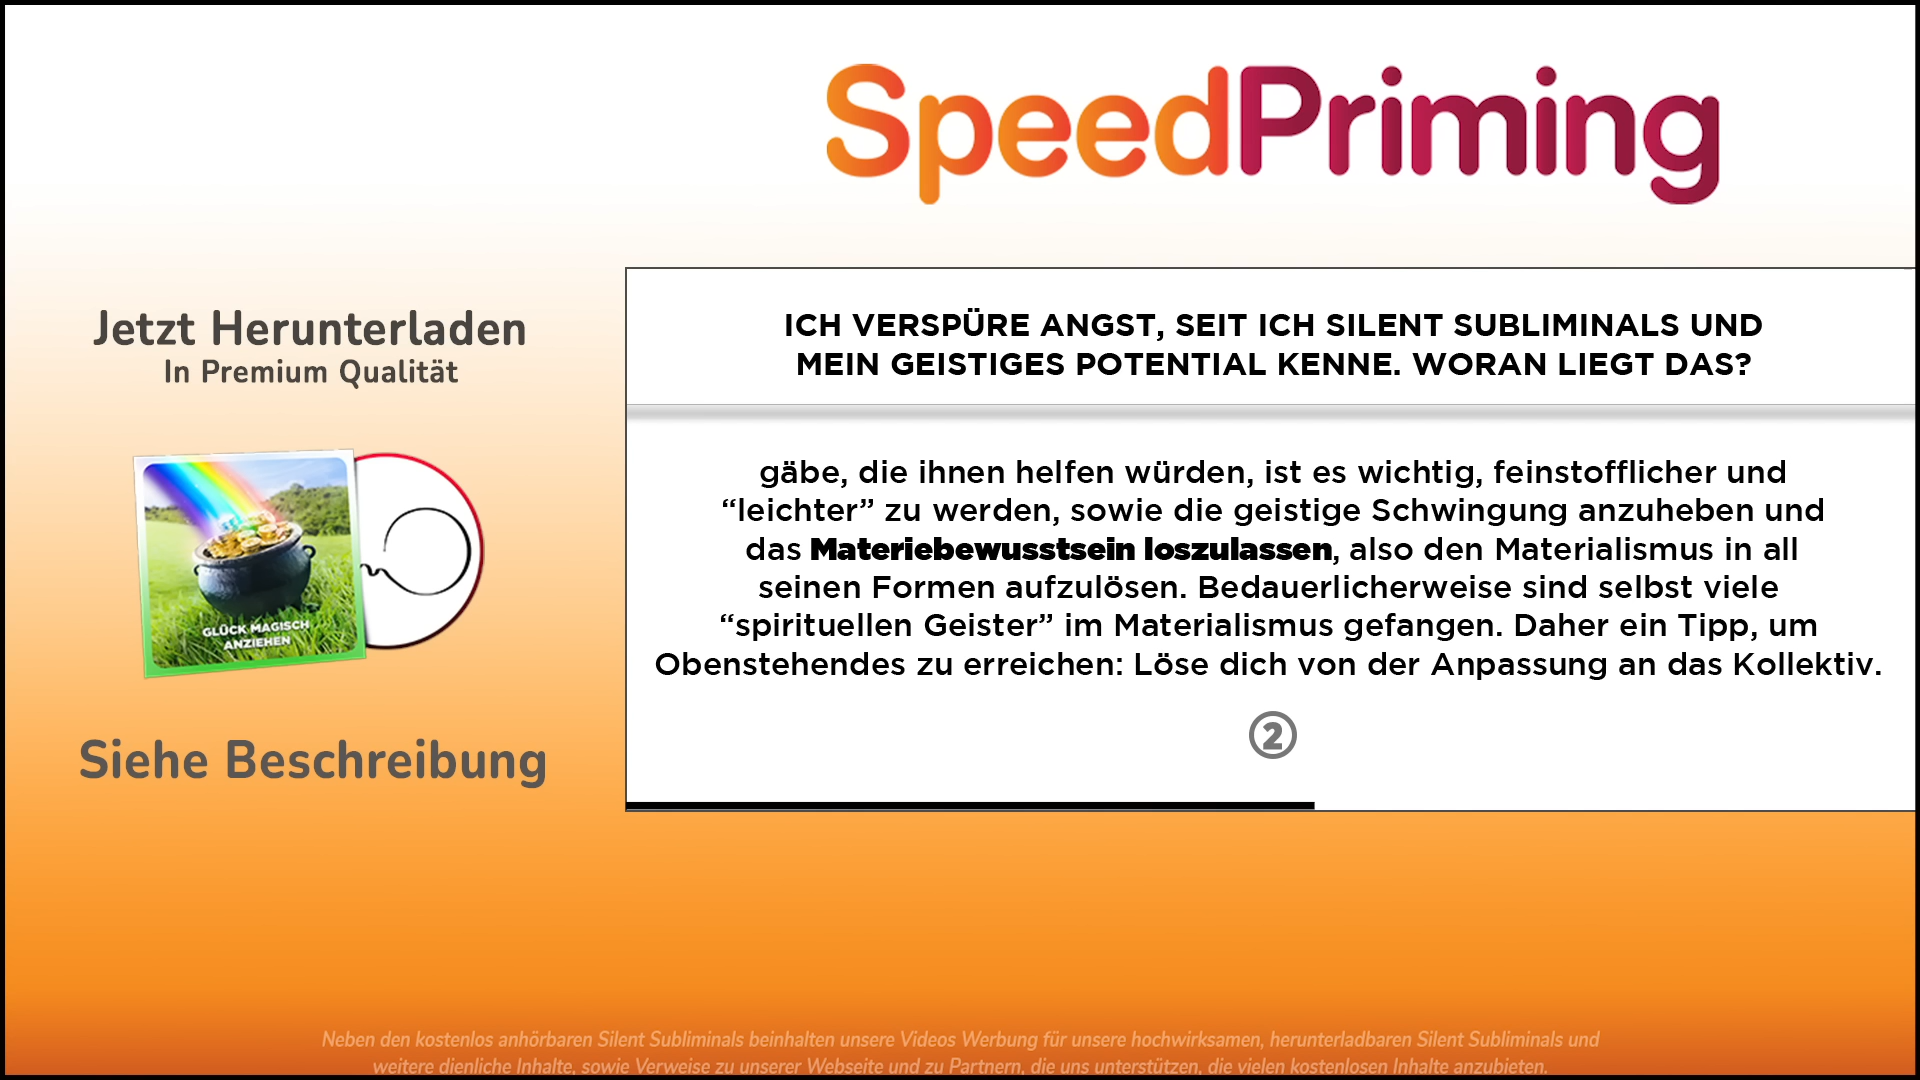 SpeedPriming
Jetzt Herunterladen
In Premium Qualität
GLÜCK MAGISCH
ANZIEHEN
Siehe Beschreibung
ICH VERSPÜRE ANGST, SEIT ICH SILENT SUBLIMINALS UND
MEIN GEISTIGES POTENTIAL KENNE. WORAN LIEGT DAS?
gäbe, die ihnen helfen würden, ist es wichtig, feinstofflicher und
“leichter” zu werden, sowie die geistige Schwingung anzuheben und
das Materiebewusstsein loszulassen, also den Materialismus in all
seinen Formen aufzulösen. Bedauerlicherweise sind selbst viele
“spirituellen Geister” im Materialismus gefangen. Daher ein Tipp, um
Obenstehendes zu erreichen: Löse dich von der Anpassung an das Kollektiv.
②
Neben den kostenlos anhörbaren Silent Subliminals beinhalten unsere Videos Werbung für unsere hochwirksamen, herunterladbaren Silent Subliminals und
weitere dienliche Inhalte, sowie Verweise zu unserer Webseite und zu Partnern, die uns unterstützen, die vielen kostenlosen Inhalte anzubieten.